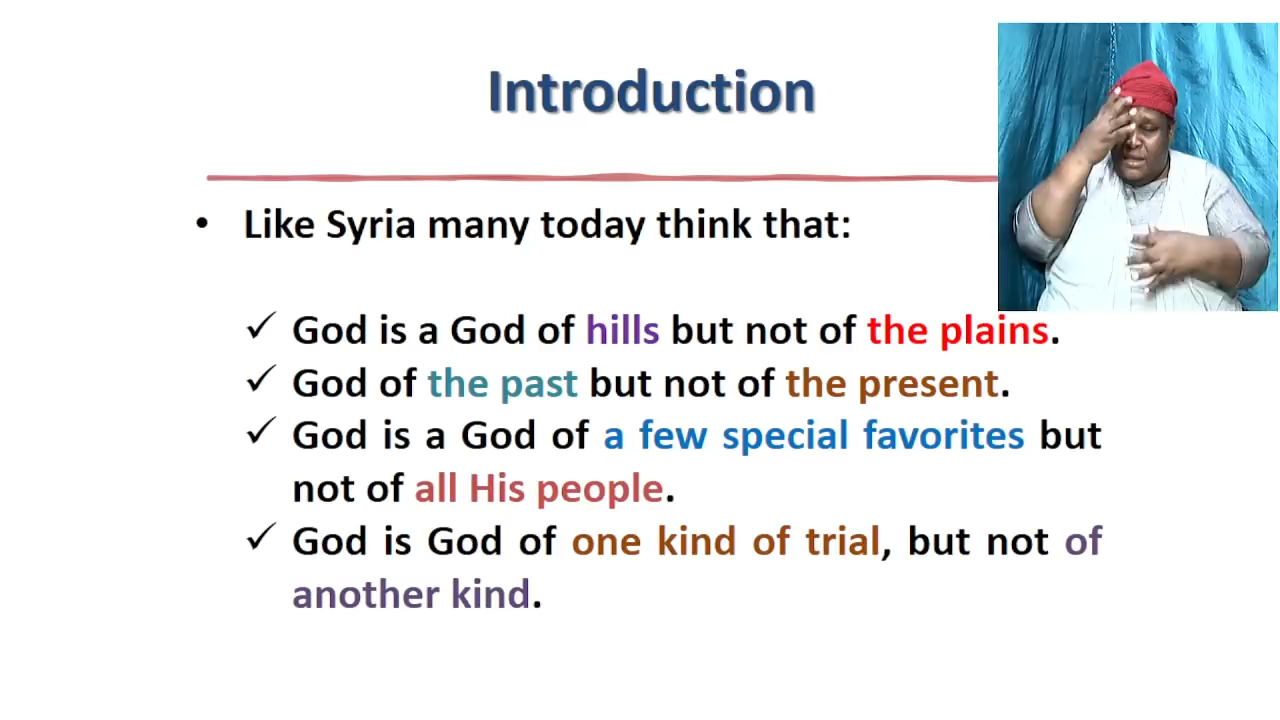 Introduction
• Like Syria many today think that:
✓ God is a God of hills but not of the plains.
✓ God of the past but not of the present.
✓ God is a God of a few special favorites but
not of all His people.
✓ God is God of one kind of trial, but not of
another kind.